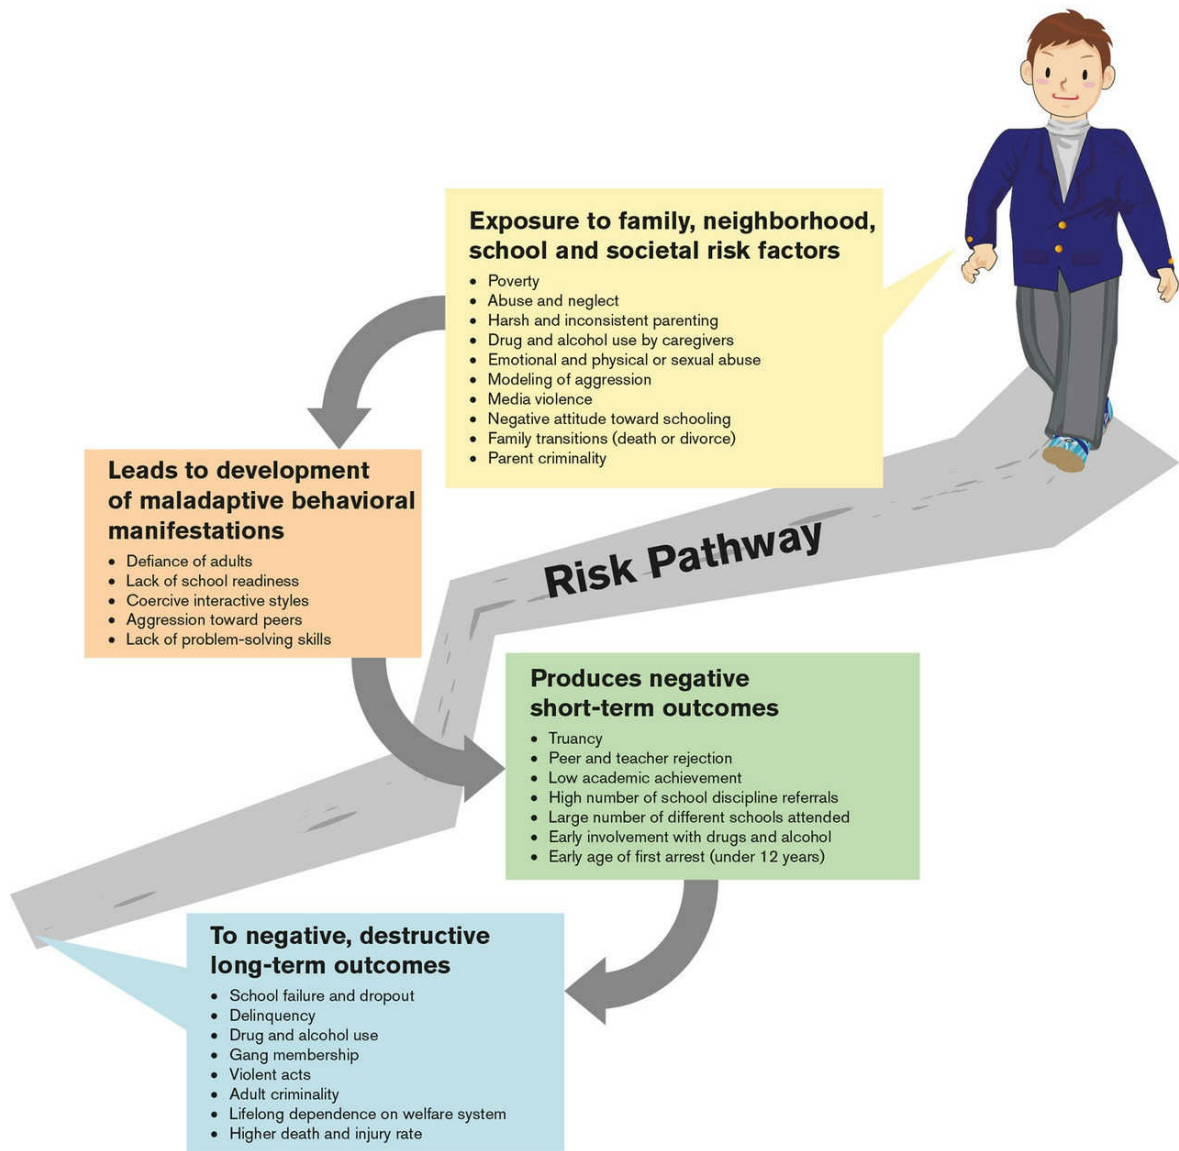 Exposure to family, neighborhood,
school and societal risk factors
• Poverty
• Abuse and neglect
• Harsh and inconsistent parenting
• Drug and alcohol use by caregivers
• Emotional and physical or sexual abuse
• Modeling of aggression
• Media violence
• Negative attitude toward schooling
• Family transitions (death or divorce)
• Parent criminality
Leads to development
of maladaptive behavioral
manifestations
• Defiance of adults
• Lack of school readiness
• Coercive interactive styles
• Aggression toward peers
• Lack of problem-solving skills
Risk Pathway
Produces negative
short-term outcomes
• Truancy
• Peer and teacher rejection
• Low academic achievement
• High number of school discipline referrals
• Large number of different schools attended
• Early involvement with drugs and alcohol
• Early age of first arrest (under 12 years)
To negative, destructive
long-term outcomes
• School failure and dropout
• Delinquency
• Drug and alcohol use
• Gang membership
• Violent acts
• Adult criminality
• Lifelong dependence on welfare system
• Higher death and injury rate